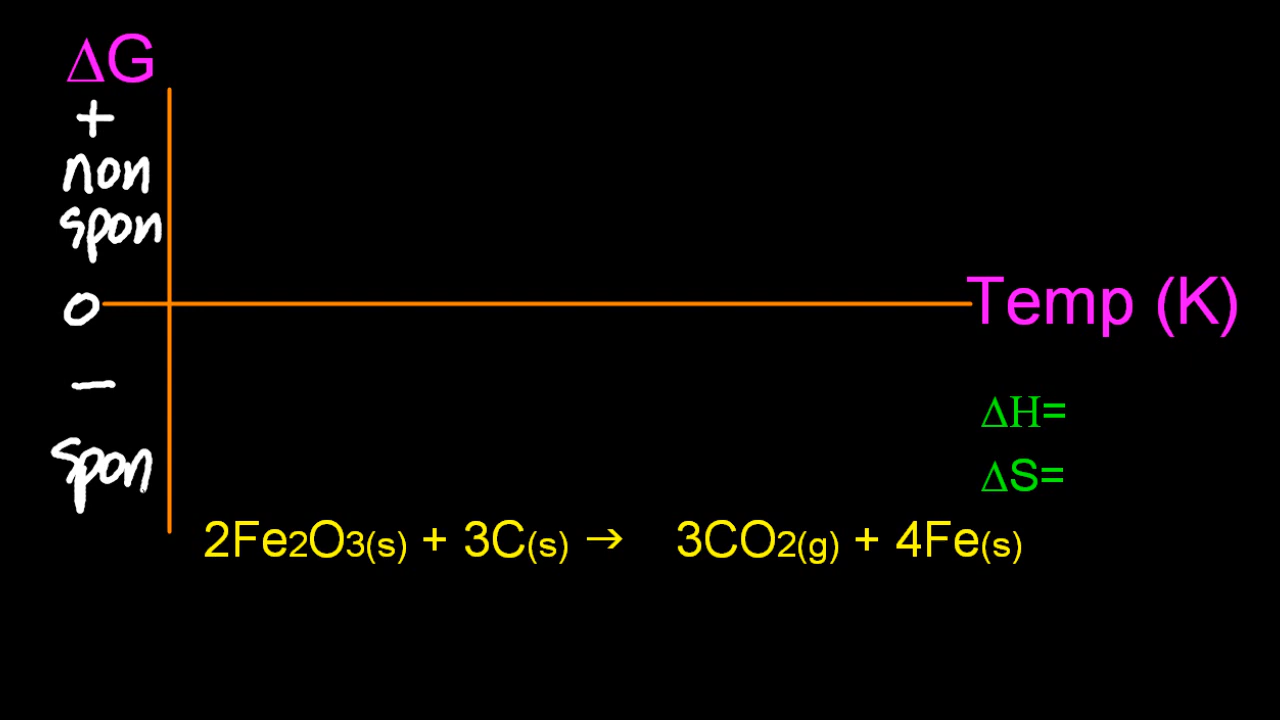 ΔG
+
non
spon
0
Temp (K)
−
ΔH=
spon
ΔS=
2Fe2O3(s) + 3C(s) → 3CO2(g) + 4Fe(s)